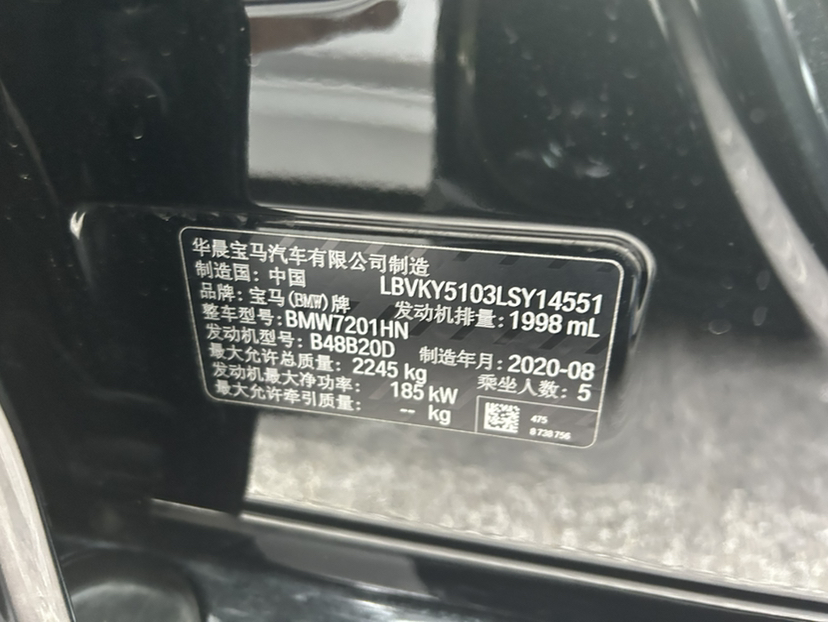 华晨宝马汽车有限公司制造
制造国: 中国 LBVKY5103LSY14551
品牌: 宝马(BMW)牌 发动机排量: 1998 mL
整车型号: BMW7201HN
发动机型号: B48B20D 制造年月: 2020-08
最大允许总质量: 2245 kg 乘坐人数: 5
发动机最大净功率: 185 kW
最大允许牵引质量: -- kg
475
8 738 756